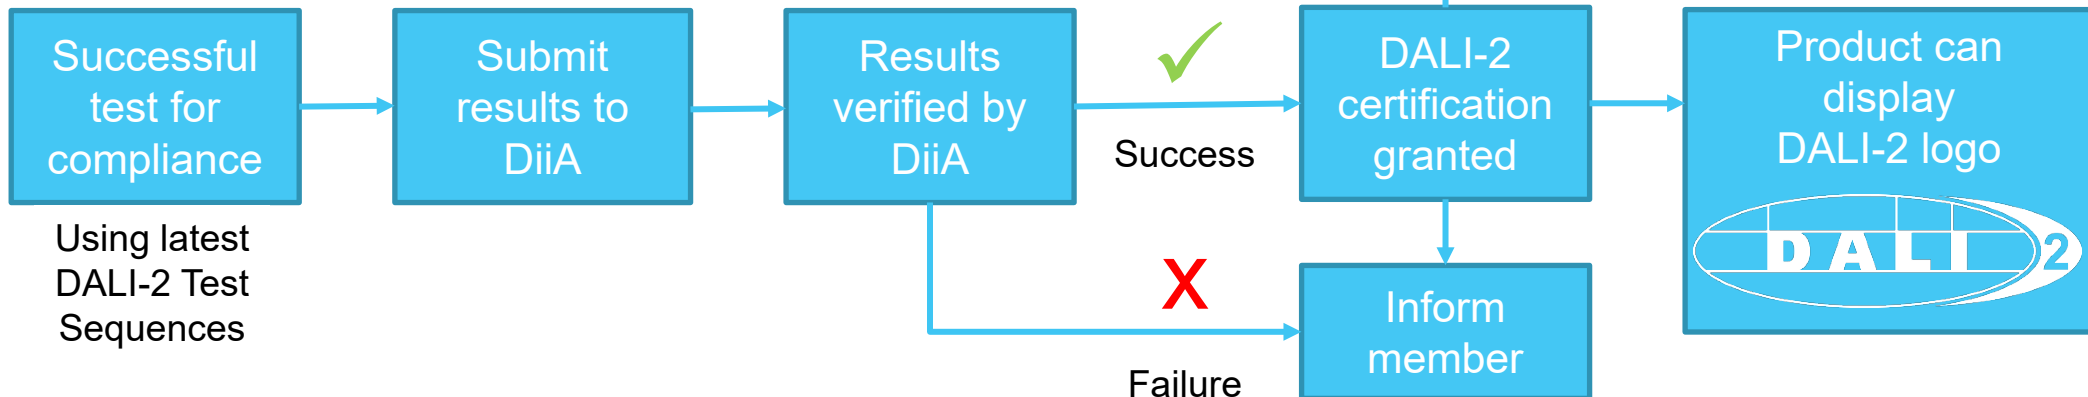 Successful
test for
compliance
Using latest
DALI-2 Test
Sequences
Submit
results to
DiiA
Results
verified by
DiiA
Success
X
Failure
DALI-2
certification
granted
Inform
member
Product can
display
DALI-2 logo
DALI 2